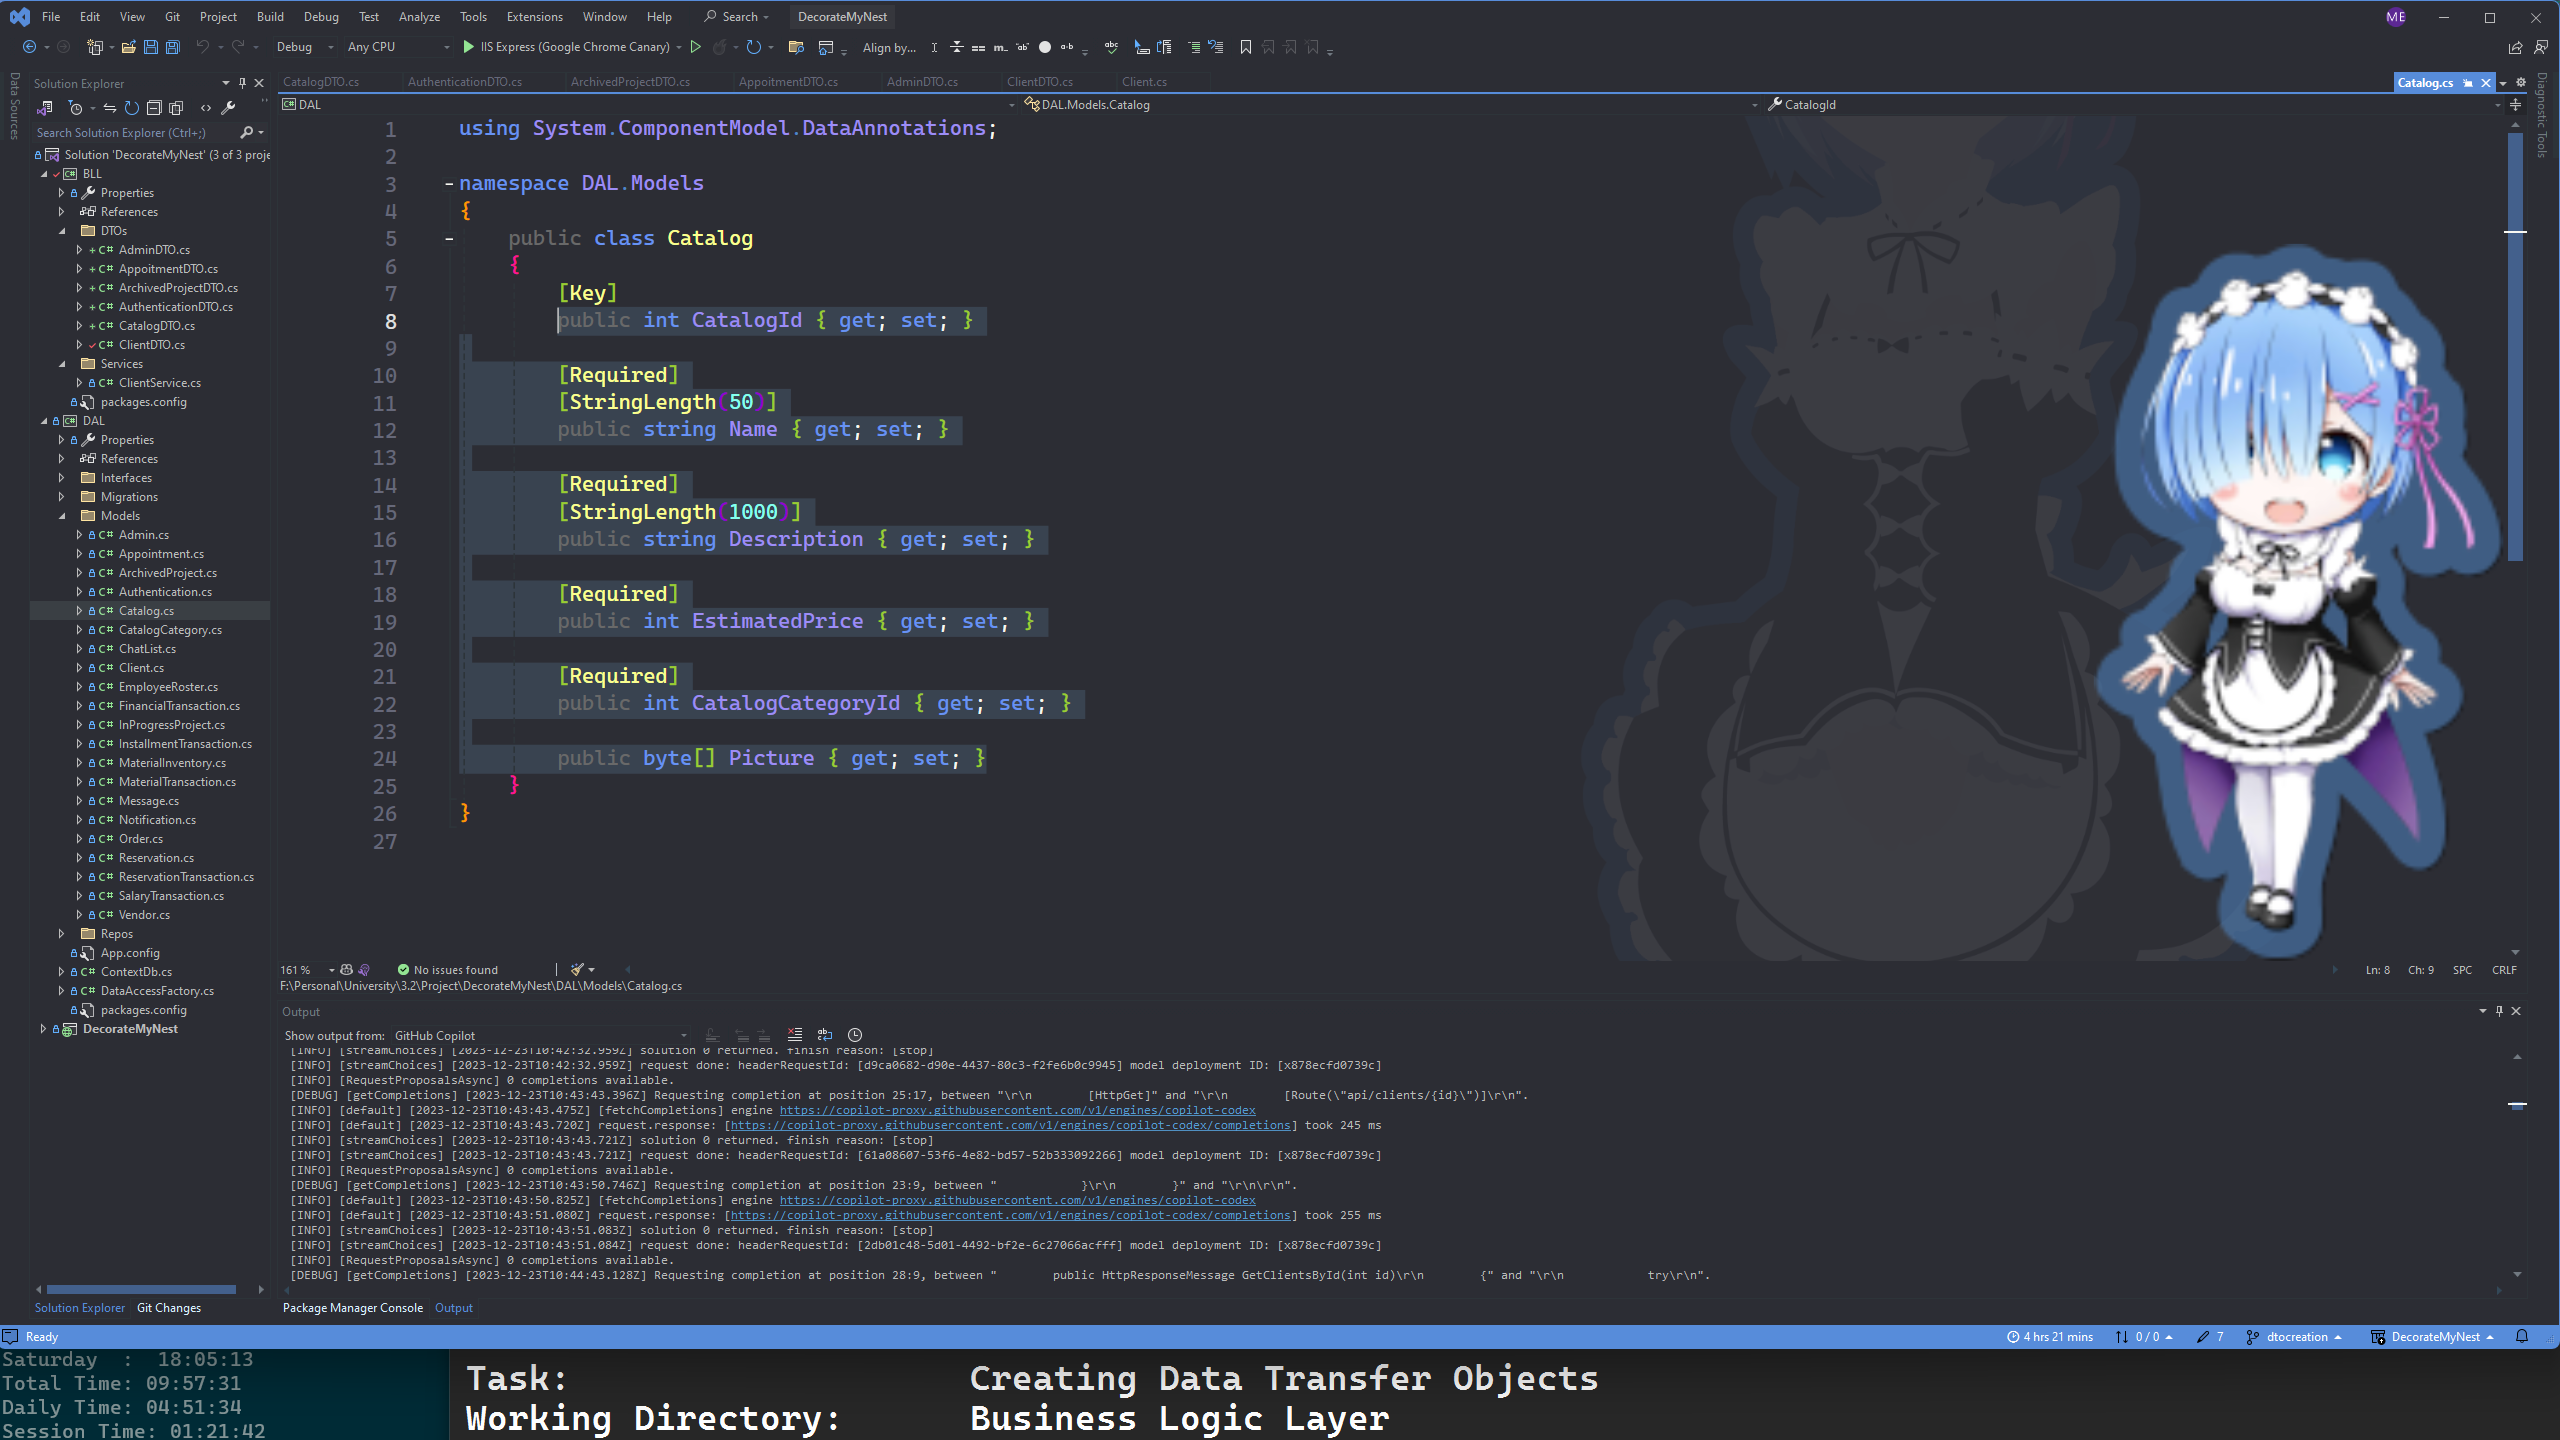 File Edit View Git Project Build Debug Test Analyze Tools Extensions Window Help Search DecorateMyNest ME
Debug Any CPU IIS Express (Google Chrome Canary) Align by...
Data Sources
Solution Explorer
Search Solution Explorer (Ctrl+;)
Solution 'DecorateMyNest' (3 of 3 proje
BLL
Properties
References
DTOs
C# AdminDTO.cs
C# AppoitmentDTO.cs
C# ArchivedProjectDTO.cs
C# AuthenticationDTO.cs
C# CatalogDTO.cs
C# ClientDTO.cs
Services
C# ClientService.cs
packages.config
DAL
Properties
References
Interfaces
Migrations
Models
C# Admin.cs
C# Appointment.cs
C# ArchivedProject.cs
C# Authentication.cs
C# Catalog.cs
C# CatalogCategory.cs
C# ChatList.cs
C# Client.cs
C# EmployeeRoster.cs
C# FinancialTransaction.cs
C# InProgressProject.cs
C# InstallmentTransaction.cs
C# MaterialInventory.cs
C# MaterialTransaction.cs
C# Message.cs
C# Notification.cs
C# Order.cs
C# Reservation.cs
C# ReservationTransaction.cs
C# SalaryTransaction.cs
C# Vendor.cs
Repos
App.config
C# ContextDb.cs
C# DataAccessFactory.cs
packages.config
DecorateMyNest
Solution Explorer Git Changes
CatalogDTO.cs AuthenticationDTO.cs ArchivedProjectDTO.cs AppoitmentDTO.cs AdminDTO.cs ClientDTO.cs Client.cs Catalog.cs
DAL DAL.Models.Catalog CatalogId
Diagnostic Tools
1 using System.ComponentModel.DataAnnotations;
2
3 namespace DAL.Models
4 {
5 public class Catalog
6 {
7 [Key]
8 public int CatalogId { get; set; }
9
10 [Required]
11 [StringLength(50)]
12 public string Name { get; set; }
13
14 [Required]
15 [StringLength(1000)]
16 public string Description { get; set; }
17
18 [Required]
19 public int EstimatedPrice { get; set; }
20
21 [Required]
22 public int CatalogCategoryId { get; set; }
23
24 public byte[] Picture { get; set; }
25 }
26 }
27
161 % No issues found Ln: 8 Ch: 9 SPC CRLF
F:\Personal\University\3.2\Project\DecorateMyNest\DAL\Models\Catalog.cs
Output
Show output from: GitHub Copilot
[INFO] [streamChoices] [2023-12-23T10:42:32.959Z] solution 0 returned. finish reason: [stop]
[INFO] [streamChoices] [2023-12-23T10:42:32.959Z] request done: headerRequestId: [d9ca0682-d90e-4437-80c3-f2fe6b0c9945] model deployment ID: [x878ecfd0739c]
[INFO] [RequestProposalsAsync] 0 completions available.
[DEBUG] [getCompletions] [2023-12-23T10:43:43.396Z] Requesting completion at position 25:17, between "\r\n [HttpGet]" and "\r\n [Route(\"api/clients/{id}\")]\r\n".
[INFO] [default] [2023-12-23T10:43:43.475Z] [fetchCompletions] engine https://copilot-proxy.githubusercontent.com/v1/engines/copilot-codex
[INFO] [default] [2023-12-23T10:43:43.720Z] request.response: [https://copilot-proxy.githubusercontent.com/v1/engines/copilot-codex/completions] took 245 ms
[INFO] [streamChoices] [2023-12-23T10:43:43.721Z] solution 0 returned. finish reason: [stop]
[INFO] [streamChoices] [2023-12-23T10:43:43.721Z] request done: headerRequestId: [61a08607-53f6-4e82-bd57-52b333092266] model deployment ID: [x878ecfd0739c]
[INFO] [RequestProposalsAsync] 0 completions available.
[DEBUG] [getCompletions] [2023-12-23T10:43:50.746Z] Requesting completion at position 23:9, between " }\r\n }" and "\r\n\r\n".
[INFO] [default] [2023-12-23T10:43:50.825Z] [fetchCompletions] engine https://copilot-proxy.githubusercontent.com/v1/engines/copilot-codex
[INFO] [default] [2023-12-23T10:43:51.080Z] request.response: [https://copilot-proxy.githubusercontent.com/v1/engines/copilot-codex/completions] took 255 ms
[INFO] [streamChoices] [2023-12-23T10:43:51.083Z] solution 0 returned. finish reason: [stop]
[INFO] [streamChoices] [2023-12-23T10:43:51.084Z] request done: headerRequestId: [2db01c48-5d01-4492-bf2e-6c27066acfff] model deployment ID: [x878ecfd0739c]
[INFO] [RequestProposalsAsync] 0 completions available.
[DEBUG] [getCompletions] [2023-12-23T10:44:43.128Z] Requesting completion at position 28:9, between " public HttpResponseMessage GetClientsById(int id)\r\n {" and "\r\n try\r\n".
Package Manager Console Output
Ready 4 hrs 21 mins 0 / 0 7 dtocreation DecorateMyNest
Saturday : 18:05:13
Total Time: 09:57:31
Daily Time: 04:51:34
Session Time: 01:21:42
Task: Creating Data Transfer Objects
Working Directory: Business Logic Layer